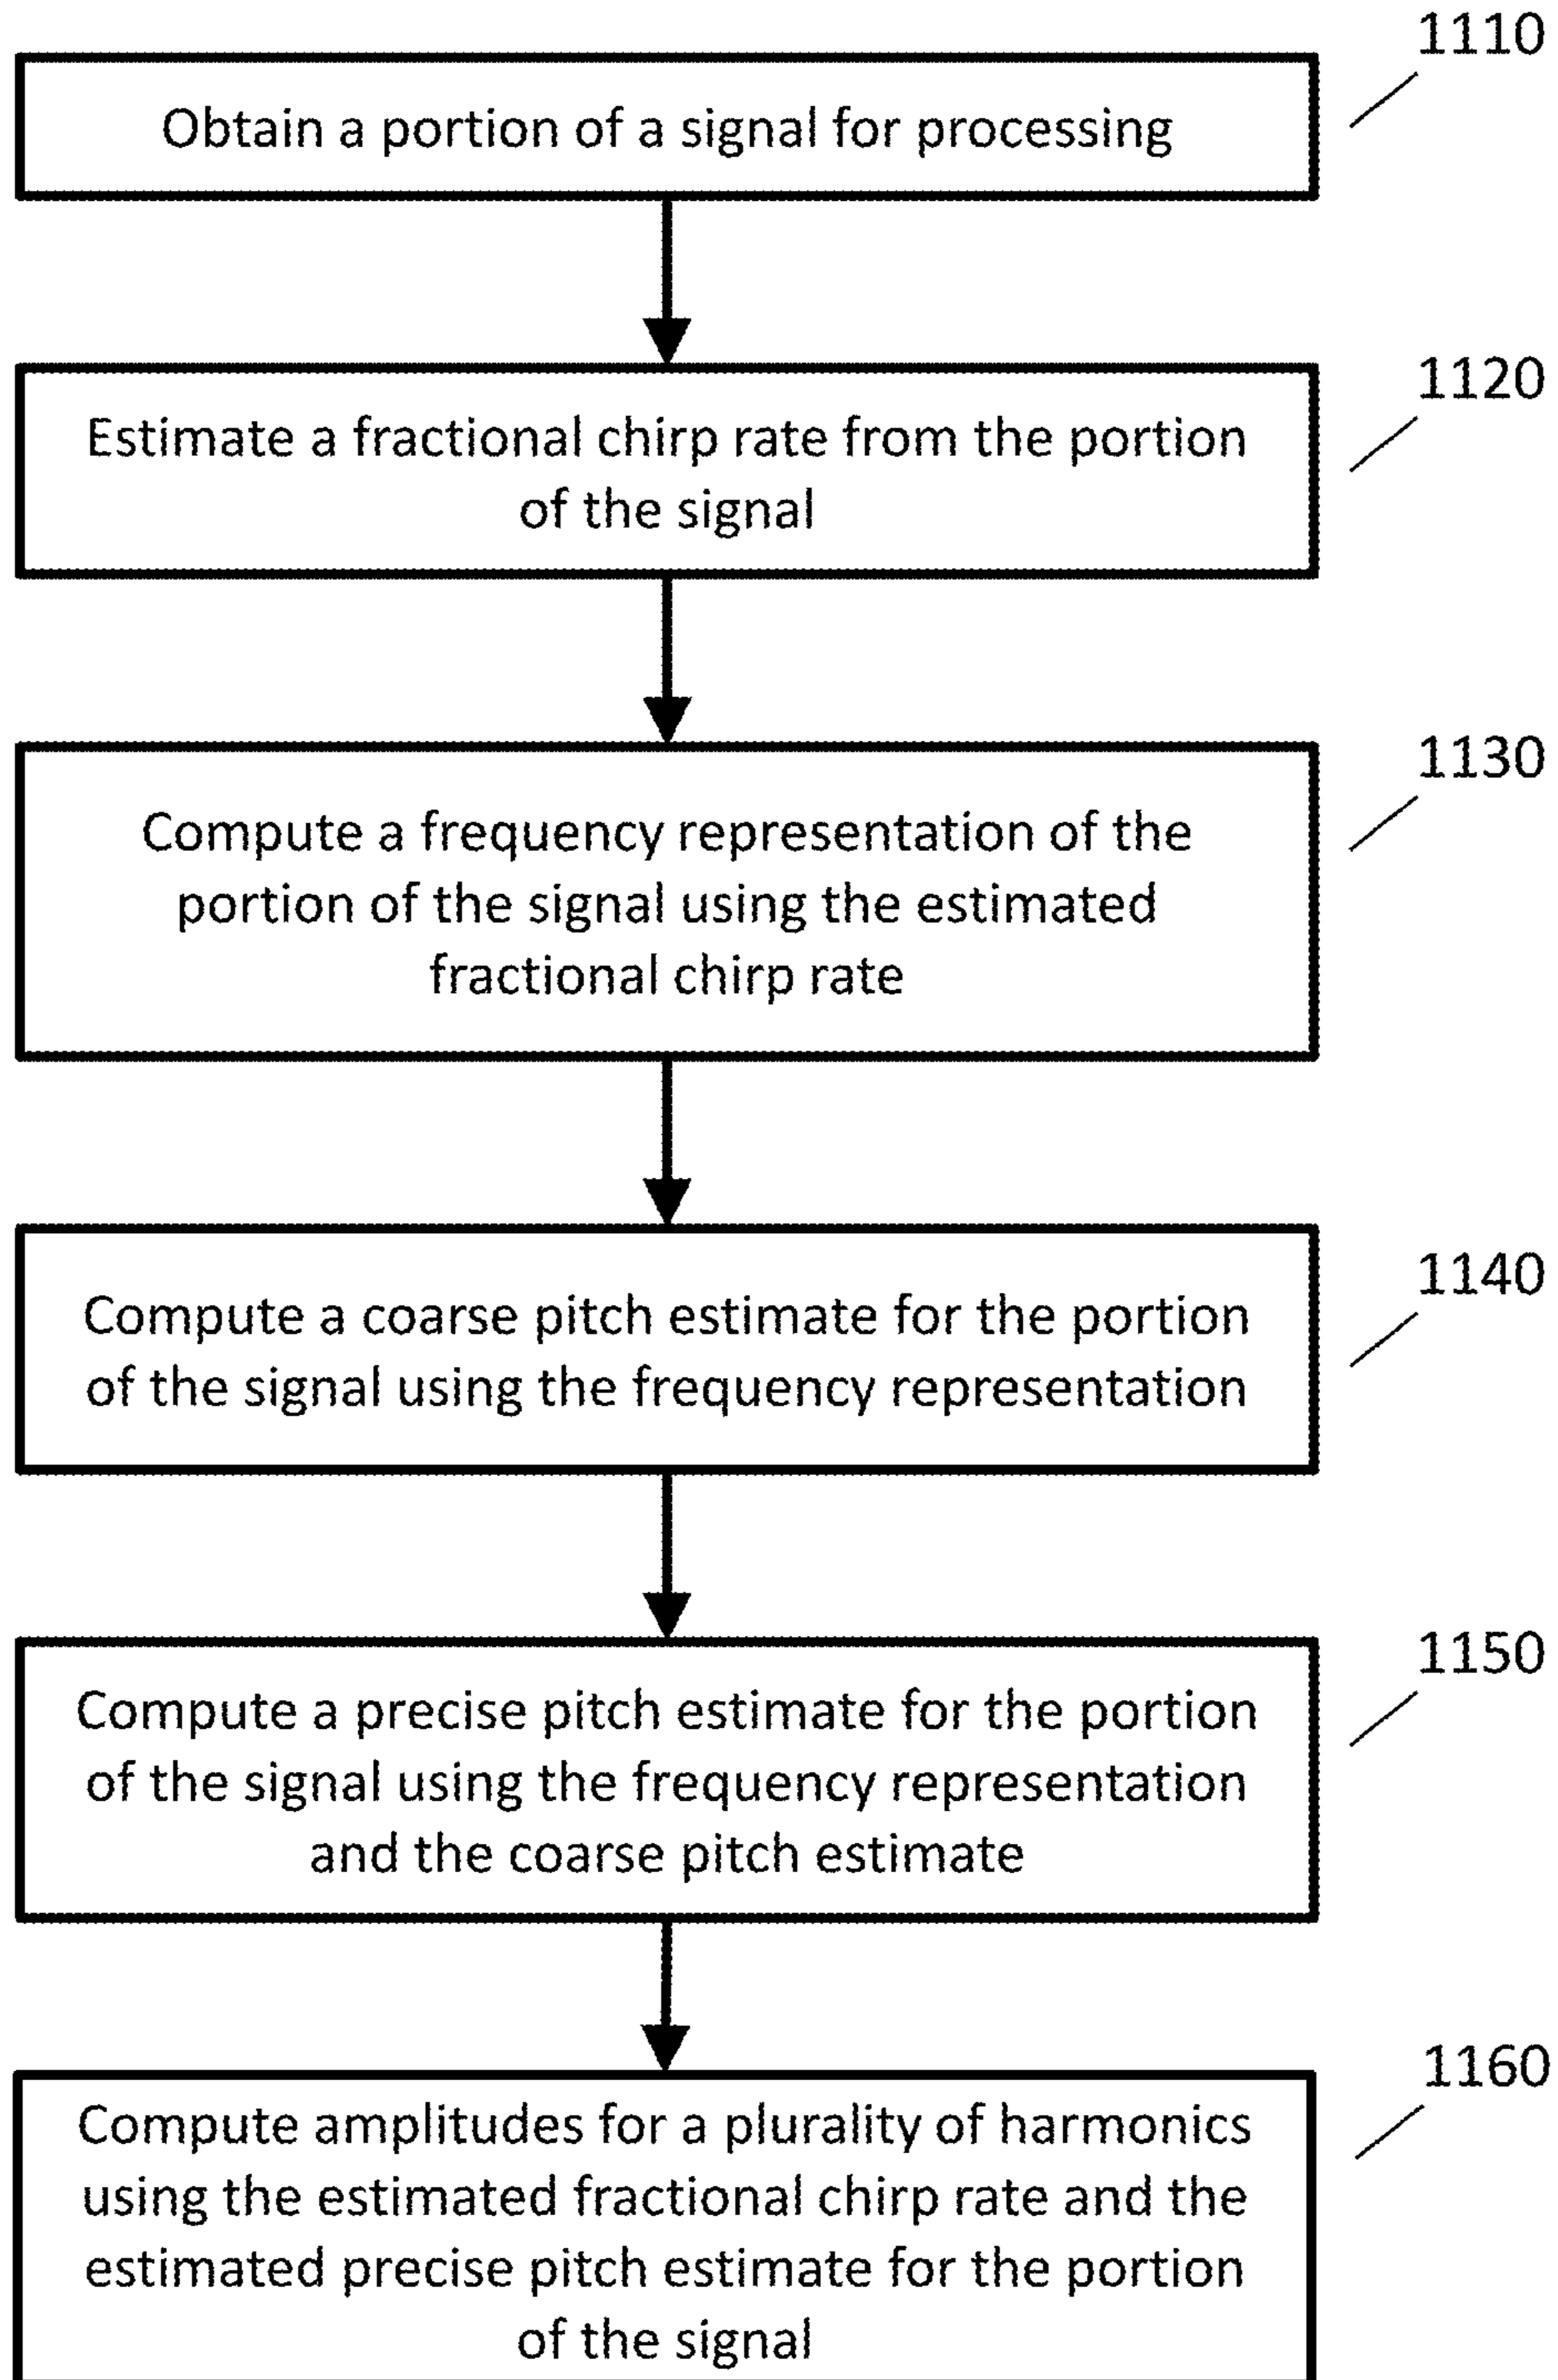 1110
Obtain a portion of a signal for processing
1120
Estimate a fractional chirp rate from the portion
of the signal
1130
Compute a frequency representation of the
portion of the signal using the estimated
fractional chirp rate
1140
Compute a coarse pitch estimate for the portion
of the signal using the frequency representation
1150
Compute a precise pitch estimate for the portion
of the signal using the frequency representation
and the coarse pitch estimate
1160
Compute amplitudes for a plurality of harmonics
using the estimated fractional chirp rate and the
estimated precise pitch estimate for the portion
of the signal